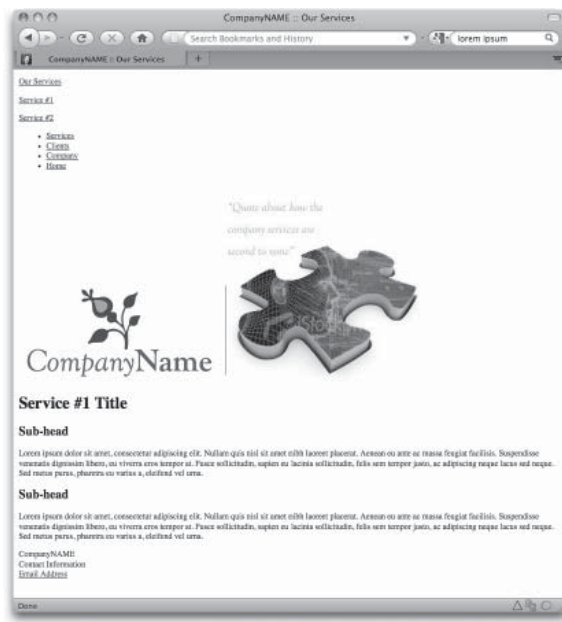 CompanyNAME :: Our Services
Search Bookmarks and History
lorem ipsum
CompanyNAME :: Our Services
+
Our Services
Service #1
Service #2
• Services
• Clients
• Company
• Home
"Quote about how the
company services are
second to none"
iStock
CompanyName
Service #1 Title
Sub-head
Lorem ipsum dolor sit amet, consectetur adipiscing elit. Nullam quis nisl sit amet nibh laoreet placerat. Aenean eu ante ac massa feugiat facilisis. Suspendisse
venenatis dignissim libero, eu viverra eros tempor at. Fusce sollicitudin, sapien eu lacinia sollicitudin, felis sem tempor justo, ac adipiscing neque lacus sed neque.
Sed metus purus, pharetra eu varius a, eleifend vel urna.
Sub-head
Lorem ipsum dolor sit amet, consectetur adipiscing elit. Nullam quis nisl sit amet nibh laoreet placerat. Aenean eu ante ac massa feugiat facilisis. Suspendisse
venenatis dignissim libero, eu viverra eros tempor at. Fusce sollicitudin, sapien eu lacinia sollicitudin, felis sem tempor justo, ac adipiscing neque lacus sed neque.
Sed metus purus, pharetra eu varius a, eleifend vel urna.
CompanyNAME
Contact Information
Email Address
Done